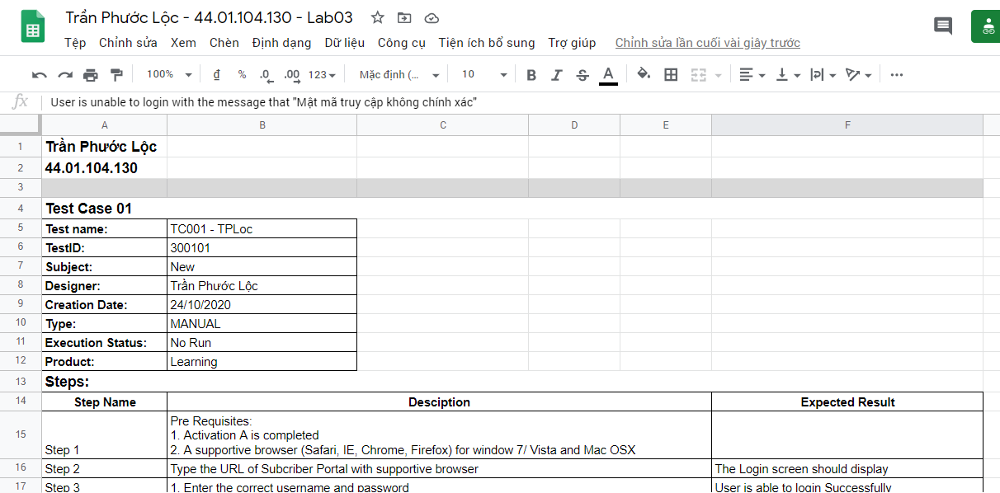 Trần Phước Lộc - 44.01.104.130 - Lab03
Tệp Chỉnh sửa Xem Chèn Định dạng Dữ liệu Công cụ Tiện ích bổ sung Trợ giúp Chỉnh sửa lần cuối vài giây trước
100% đ % .0 .00 123 Mặc định (... 10 B I S A
fx User is unable to login with the message that "Mật mã truy cập không chính xác"
A B C D E F
1 Trần Phước Lộc
2 44.01.104.130
3
4 Test Case 01
5 Test name: TC001 - TPLoc
6 TestID: 300101
7 Subject: New
8 Designer: Trần Phước Lộc
9 Creation Date: 24/10/2020
10 Type: MANUAL
11 Execution Status: No Run
12 Product: Learning
13 Steps:
14 Step Name Desciption Expected Result
Pre Requisites:
15 1. Activation A is completed
Step 1 2. A supportive browser (Safari, IE, Chrome, Firefox) for window 7/ Vista and Mac OSX
16 Step 2 Type the URL of Subcriber Portal with supportive browser The Login screen should display
17 Step 3 1. Enter the correct username and password User is able to login Successfully